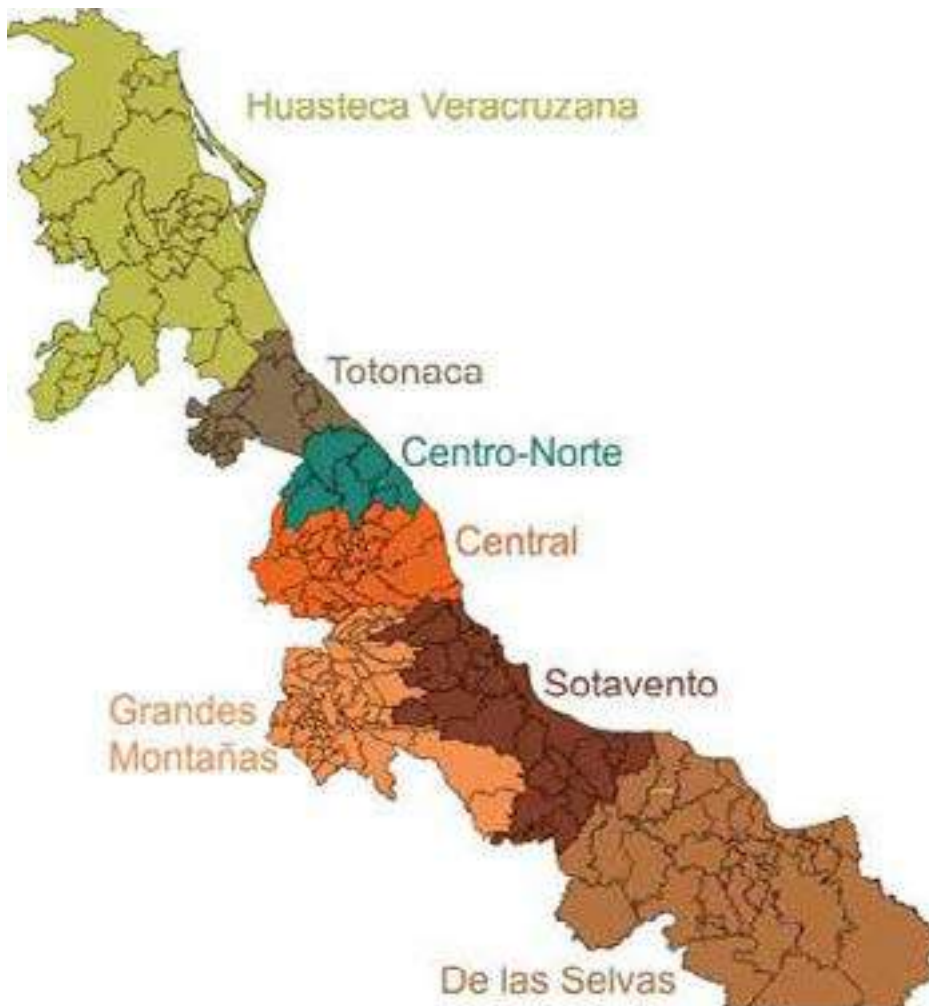 Huasteca Veracruzana
Totonaca
Centro-Norte
Central
Sotavento
Grandes
Montañas
De las Selvas